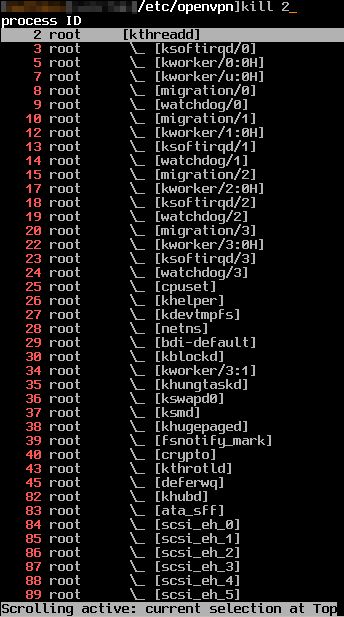 /etc/openvpn]kill 2_
process ID
2 root [kthreadd]
3 root \_ [ksoftirqd/0]
5 root \_ [kworker/0:0H]
7 root \_ [kworker/u:0H]
8 root \_ [migration/0]
9 root \_ [watchdog/0]
10 root \_ [migration/1]
12 root \_ [kworker/1:0H]
13 root \_ [ksoftirqd/1]
14 root \_ [watchdog/1]
15 root \_ [migration/2]
17 root \_ [kworker/2:0H]
18 root \_ [ksoftirqd/2]
19 root \_ [watchdog/2]
20 root \_ [migration/3]
22 root \_ [kworker/3:0H]
23 root \_ [ksoftirqd/3]
24 root \_ [watchdog/3]
25 root \_ [cpuset]
26 root \_ [khelper]
27 root \_ [kdevtmpfs]
28 root \_ [netns]
29 root \_ [bdi-default]
30 root \_ [kblockd]
34 root \_ [kworker/3:1]
35 root \_ [khungtaskd]
36 root \_ [kswapd0]
37 root \_ [ksmd]
38 root \_ [khugepaged]
39 root \_ [fsnotify_mark]
40 root \_ [crypto]
43 root \_ [kthrotld]
45 root \_ [deferwq]
82 root \_ [khubd]
83 root \_ [ata_sff]
84 root \_ [scsi_eh_0]
85 root \_ [scsi_eh_1]
86 root \_ [scsi_eh_2]
87 root \_ [scsi_eh_3]
88 root \_ [scsi_eh_4]
89 root \_ [scsi_eh_5]
Scrolling active: current selection at Top